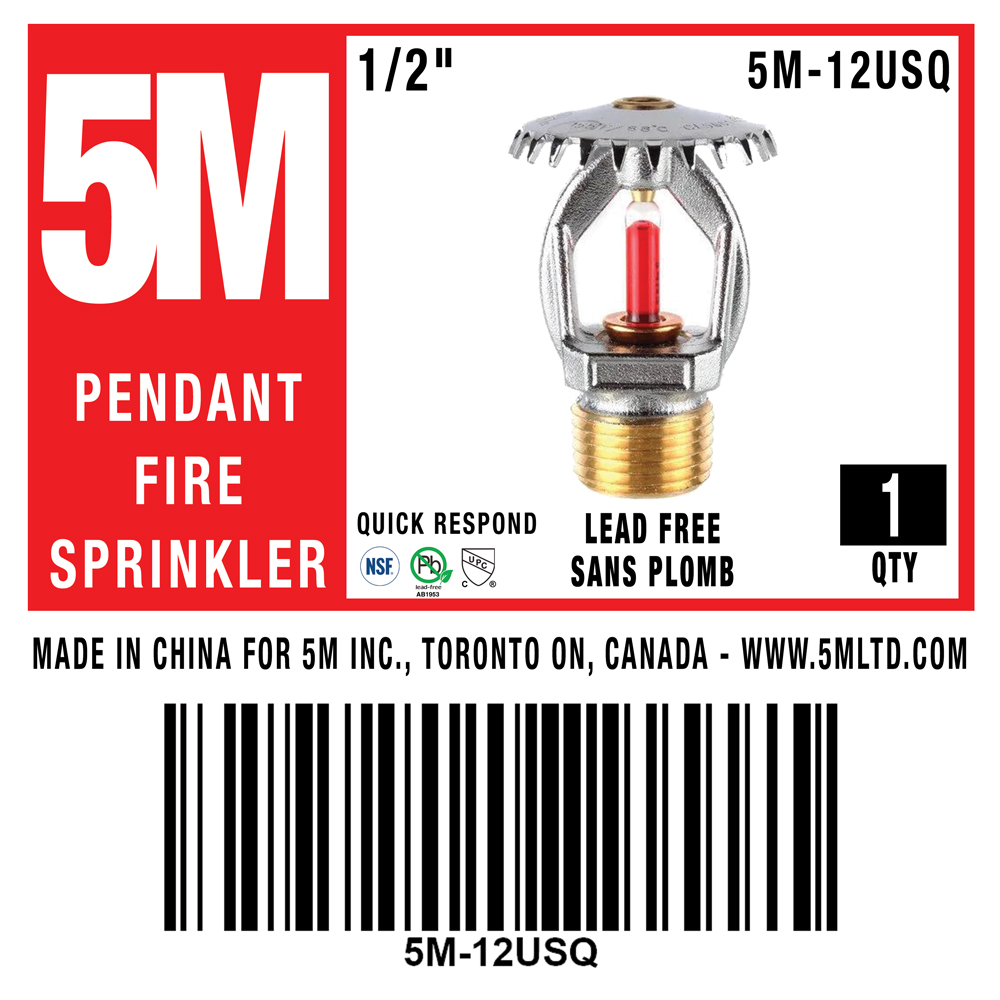 5M
PENDANT
FIRE
SPRINKLER
1/2"
5M-12USQ
68°C
QUICK RESPOND
NSF
Pb
lead-free
AB1953
UPC
C ®
LEAD FREE
SANS PLOMB
1
QTY
MADE IN CHINA FOR 5M INC., TORONTO ON, CANADA - WWW.5MLTD.COM
5M-12USQ